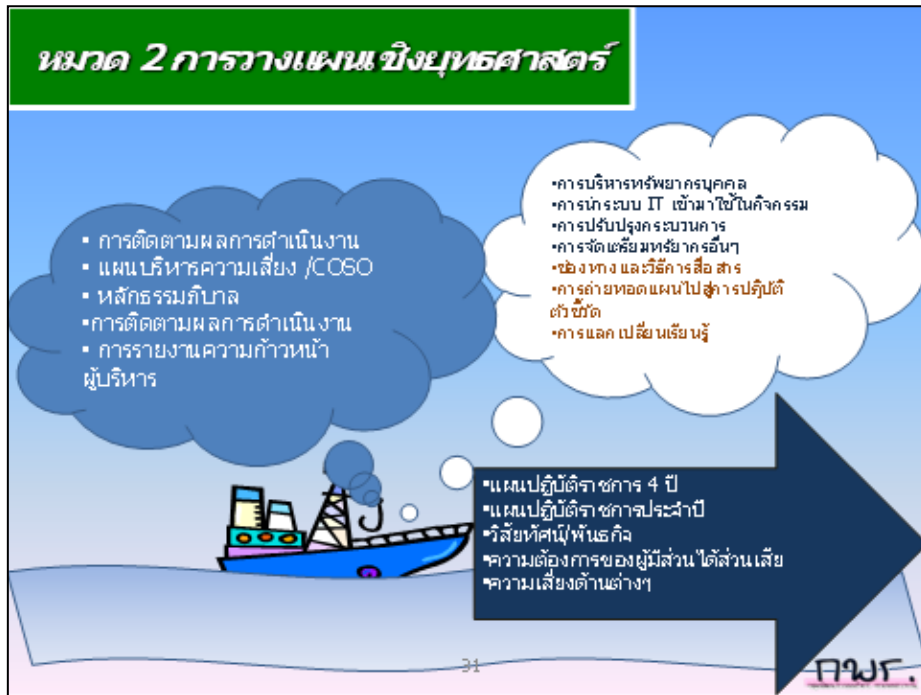 หมวด 2 การวางแผนเชิงยุทธศาสตร์
▪ การติดตามผลการดำเนินงาน
▪ แผนบริหารความเสี่ยง /COSO
▪ หลักธรรมภิบาล
▪การติดตามผลการดำเนินงาน
▪ การรายงานความก้าวหน้า
ผู้บริหาร
•การบริหารทรัพยากรบุคคล
•การนำระบบ IT เข้ามาใช้ในกิจกรรม
•การปรับปรุงกระบวนการ
•การจัดเตรียมทรัยากรอื่นๆ
•ช่องทางและวิธีการสื่อสาร
•การถ่ายทอดแผนไปสู่การปฎิบัติ
ตัวชี้วัด
•การแลกเปลี่ยนเรียนรู้
▪แผนปฏิบัติราชการ 4 ปี
▪แผนปฏิบัติราชการประจำปี
▪วิสัยทัศน์/พันธกิจ
▪ความต้องการของผู้มีส่วนได้ส่วนเสีย
▪ความเสี่ยงด้านต่างๆ
31
กพร.